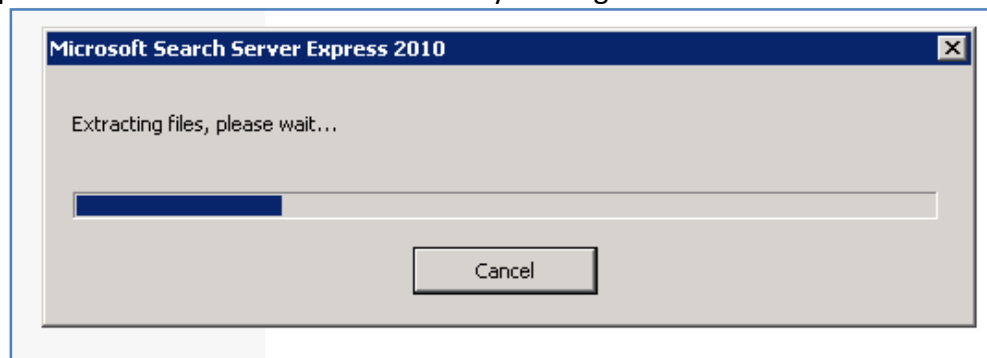 Microsoft Search Server Express 2010
Extracting files, please wait...
Cancel